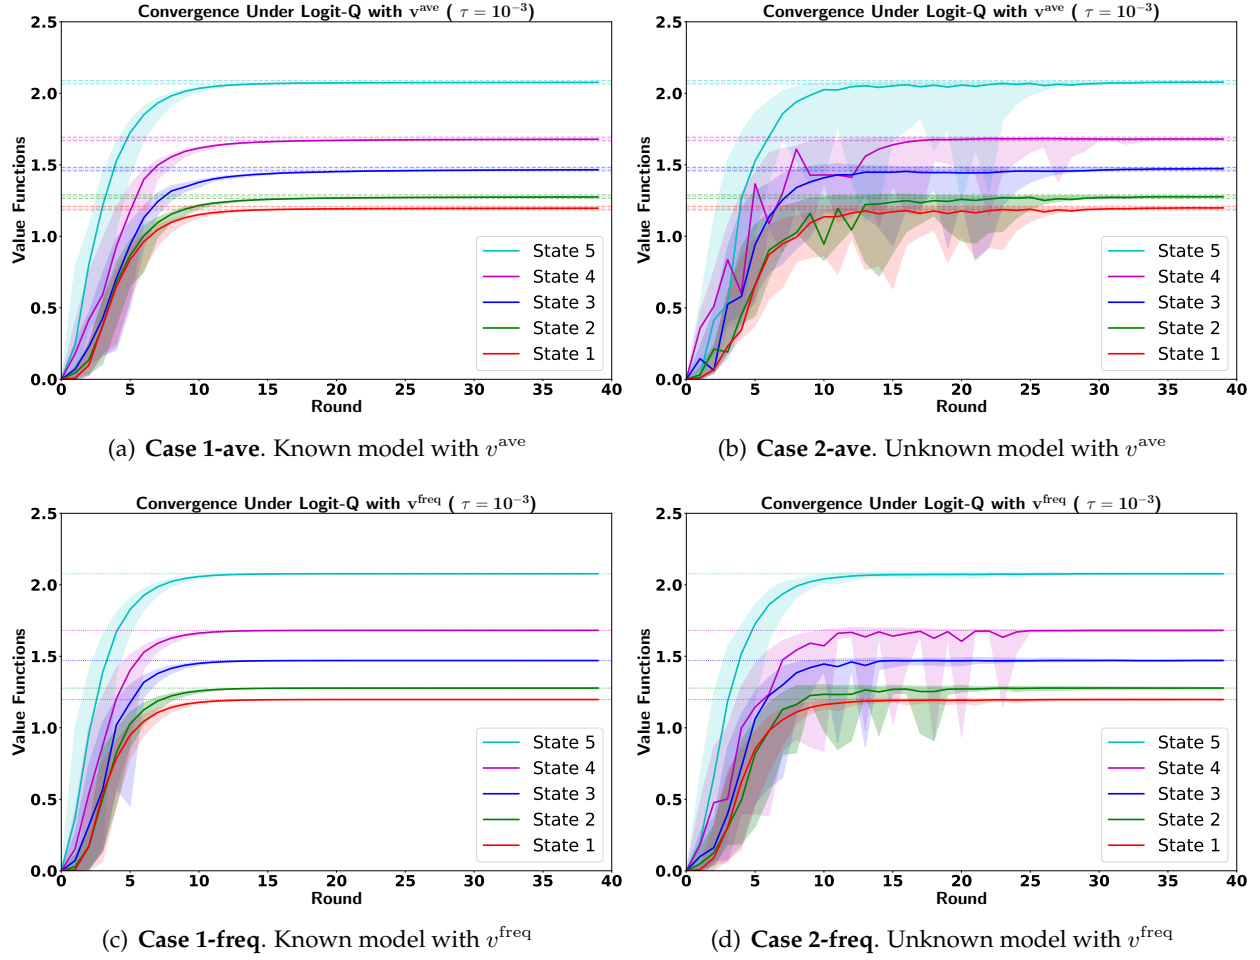 Convergence Under Logit-Q with v^ave ( τ = 10^−3)
Value Functions
2.5
2.0
1.5
1.0
0.5
0.0
State 5
State 4
State 3
State 2
State 1
0 5 10 15 20 25 30 35 40
Round
(a) Case 1-ave. Known model with v^ave
Convergence Under Logit-Q with v^ave ( τ = 10^−3)
Value Functions
2.5
2.0
1.5
1.0
0.5
0.0
State 5
State 4
State 3
State 2
State 1
0 5 10 15 20 25 30 35 40
Round
(b) Case 2-ave. Unknown model with v^ave
Convergence Under Logit-Q with v^freq ( τ = 10^−3)
Value Functions
2.5
2.0
1.5
1.0
0.5
0.0
State 5
State 4
State 3
State 2
State 1
0 5 10 15 20 25 30 35 40
Round
(c) Case 1-freq. Known model with v^freq
Convergence Under Logit-Q with v^freq ( τ = 10^−3)
Value Functions
2.5
2.0
1.5
1.0
0.5
0.0
State 5
State 4
State 3
State 2
State 1
0 5 10 15 20 25 30 35 40
Round
(d) Case 2-freq. Unknown model with v^freq